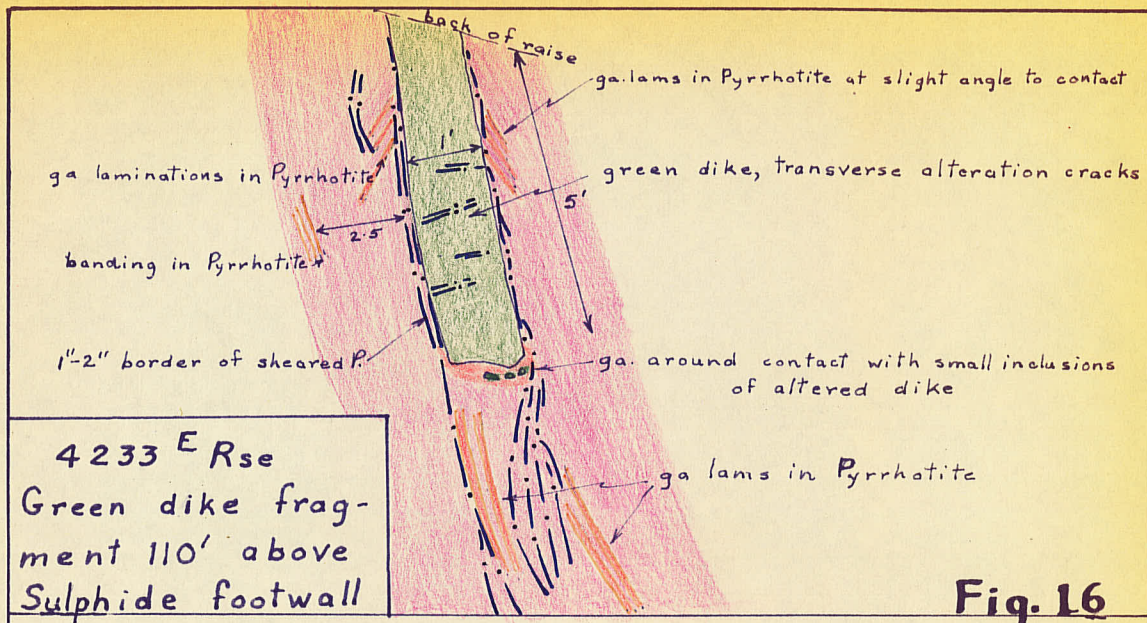 back of raise
ga. lams in Pyrrhotite at slight angle to contact
1'
ga laminations in Pyrrhotite
green dike, transverse alteration cracks
5'
2.5
banding in Pyrrhotite
1"-2" border of sheared P.
ga. around contact with small inclusions
of altered dike
4233 E Rse
Green dike frag-
ment 110' above
Sulphide footwall
ga lams in Pyrrhotite
Fig. 16